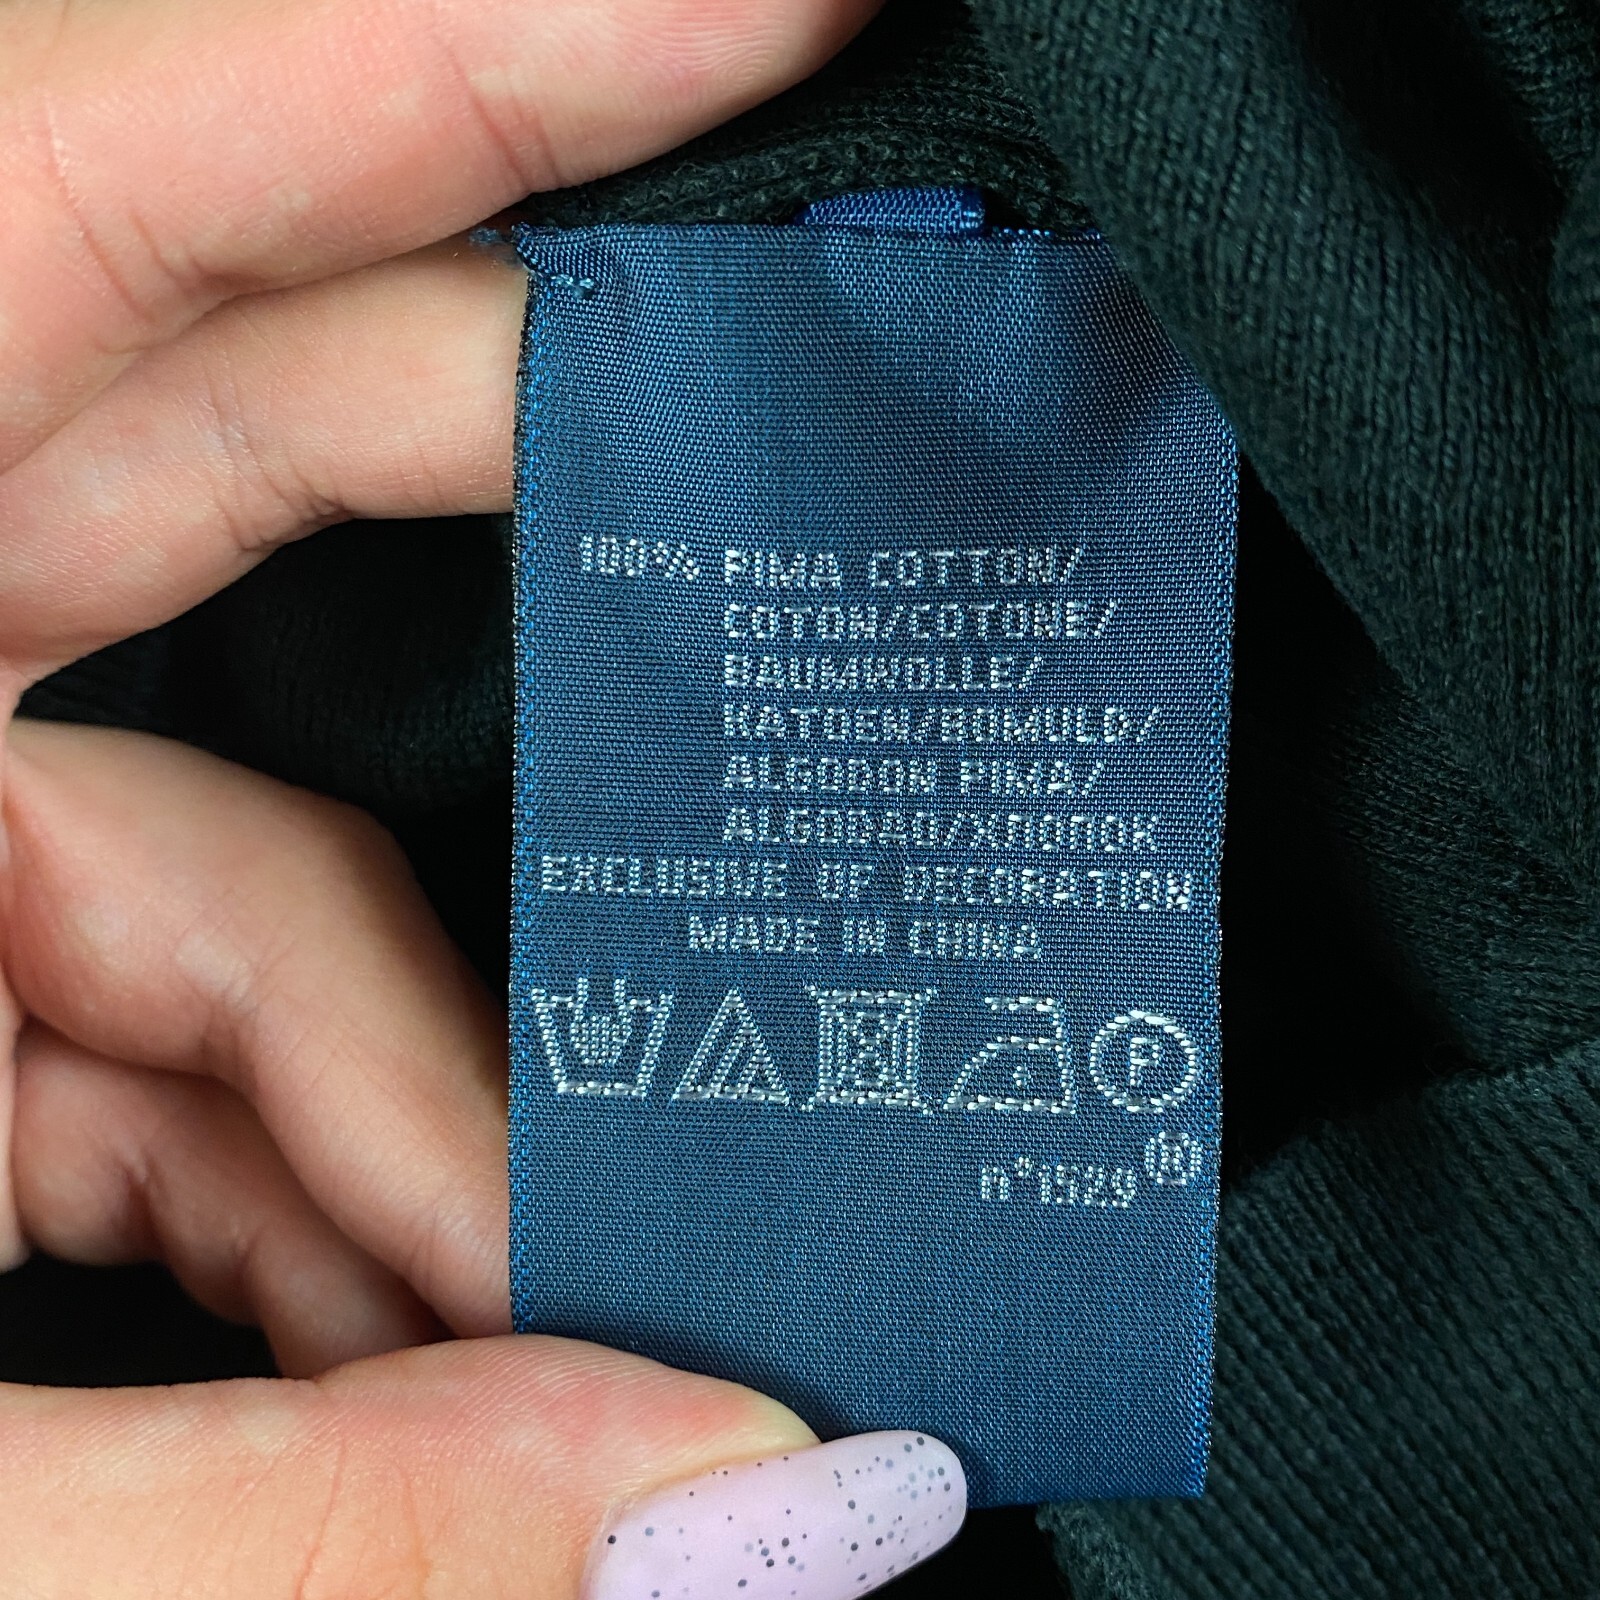 100% PIMA COTTON/
COTON/COTONE/
BAUMWOLLE/
KATOEN/BOMULD/
ALGODON PIMA/
ALGODAO/ХЛОПОК
EXCLUSIVE OF DECORATION
MADE IN CHINA
P